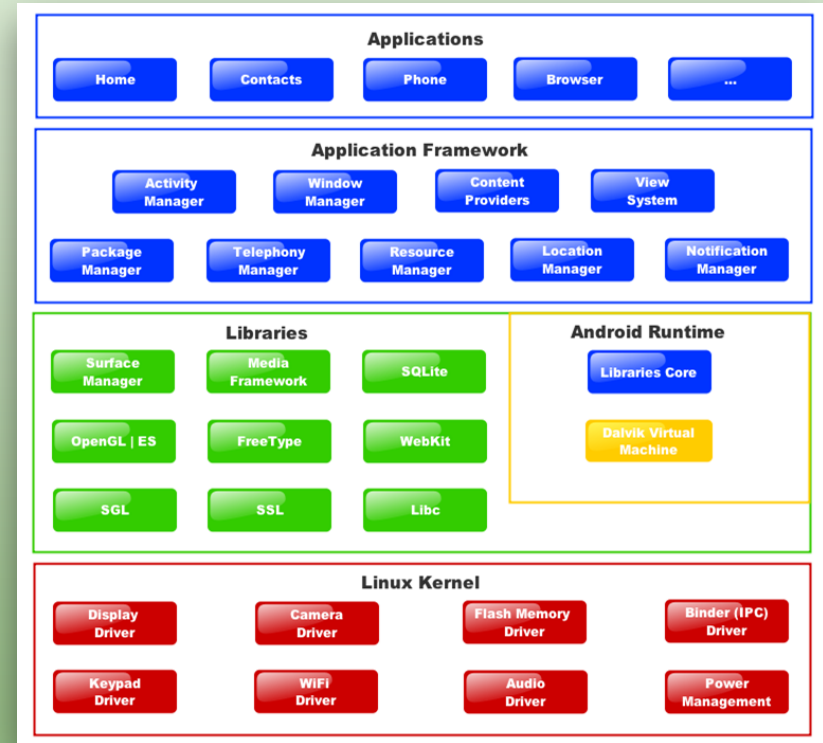 Applications
Home Contacts Phone Browser ...
Application Framework
Activity Manager
Window Manager
Content Providers
View System
Package Manager
Telephony Manager
Resource Manager
Location Manager
Notification Manager
Libraries
Surface Manager
Media Framework
SQLite
OpenGL | ES
FreeType
WebKit
SGL
SSL
Libc
Android Runtime
Libraries Core
Dalvik Virtual Machine
Linux Kernel
Display Driver
Camera Driver
Flash Memory Driver
Binder (IPC) Driver
Keypad Driver
WiFi Driver
Audio Driver
Power Management